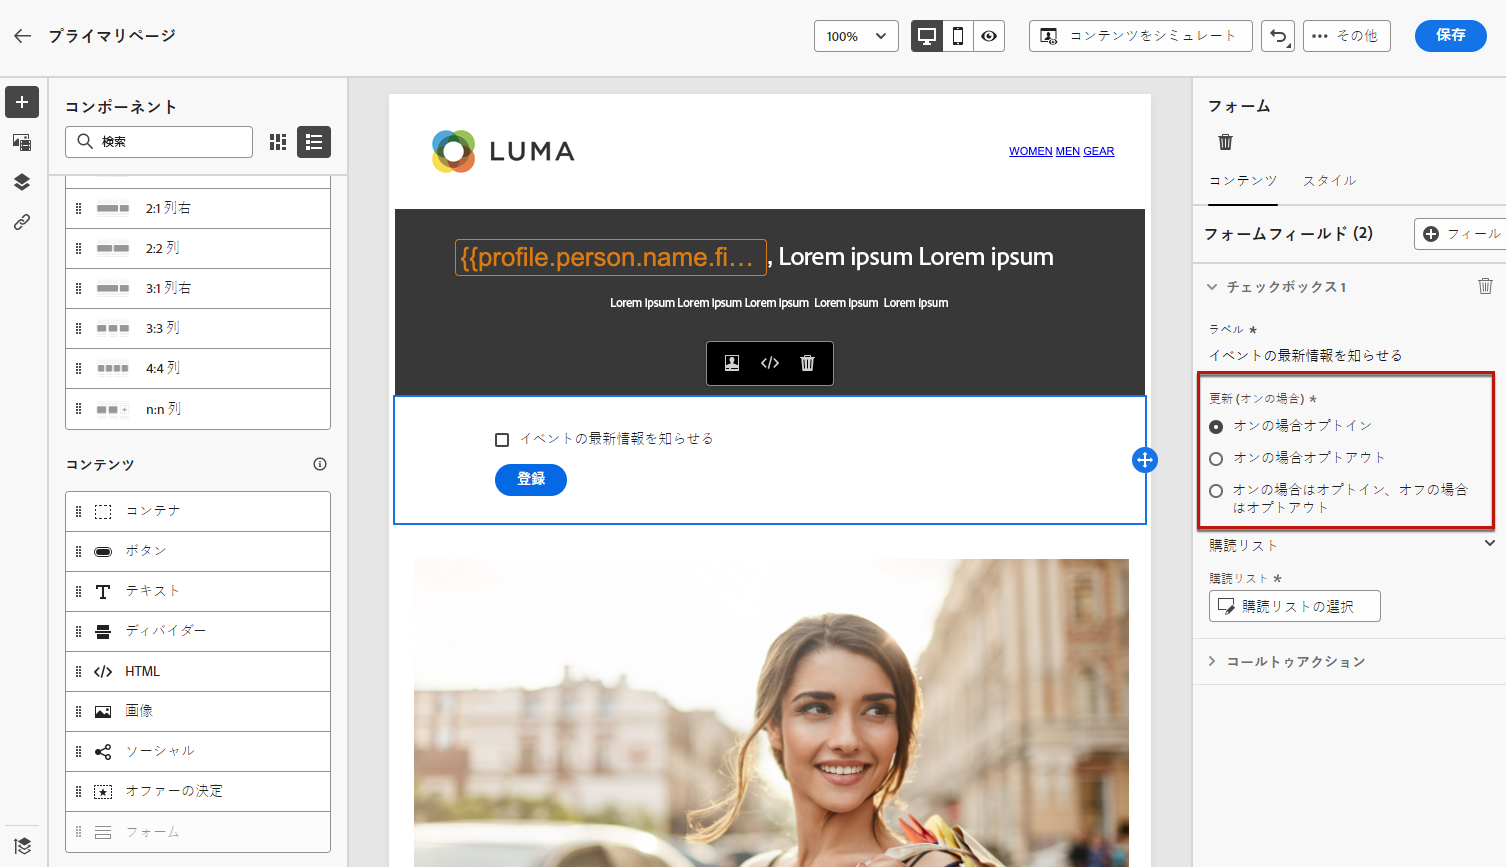 プライマリページ
100%
コンテンツをシミュレート
その他
保存
コンポーネント
検索
2:1 列右
2:2 列
3:1 列右
3:3 列
4:4 列
n:n 列
コンテンツ
コンテナ
ボタン
テキスト
ディバイダー
HTML
画像
ソーシャル
オファーの決定
フォーム
LUMA
WOMEN MEN GEAR
{{profile.person.name.fi… , Lorem ipsum Lorem ipsum
Lorem ipsum Lorem ipsum Lorem ipsum Lorem ipsum Lorem ipsum
イベントの最新情報を知らせる
登録
フォーム
コンテンツ スタイル
フォームフィールド (2)
フィール
チェックボックス 1
ラベル *
イベントの最新情報を知らせる
更新 (オンの場合) *
オンの場合オプトイン
オンの場合オプトアウト
オンの場合はオプトイン、オフの場合
はオプトアウト
購読リスト
購読リスト *
購読リストの選択
コールトゥアクション